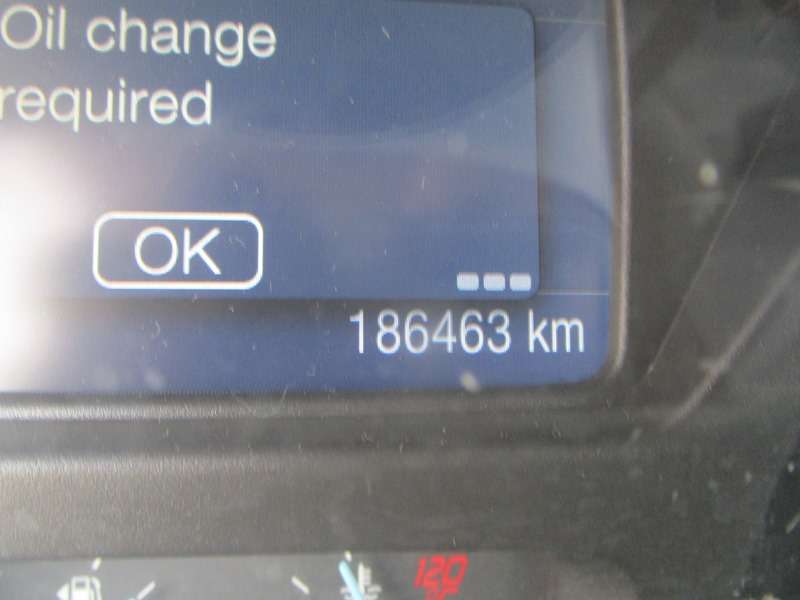 Oil change
required
OK
186463 km
120